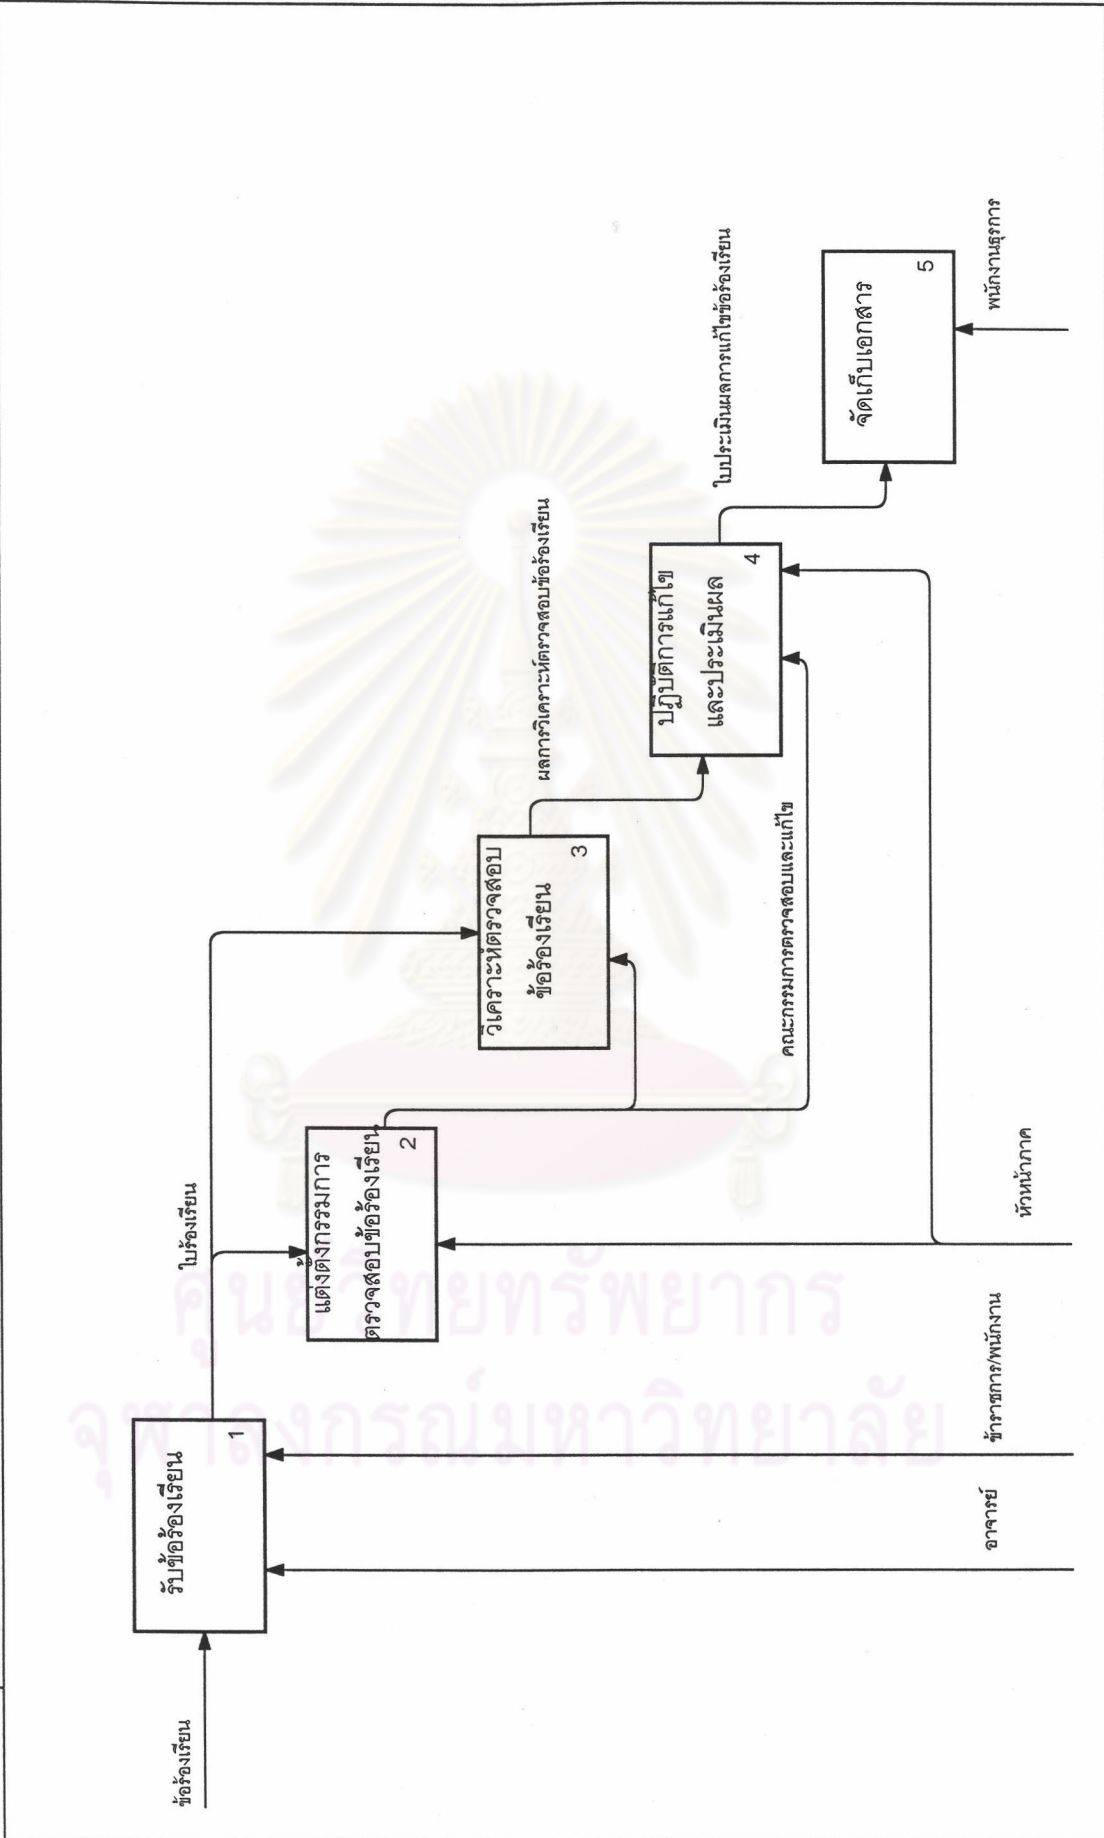 ข้อร้องเรียน
รับข้อร้องเรียน
1
ใบร้องเรียน
แต่งตั้งกรรมการ
ตรวจสอบข้อร้องเรียน
2
วิเคราะห์ตรวจสอบ
ข้อร้องเรียน
3
ผลการวิเคราะห์ตรวจสอบข้อร้องเรียน
ปฏิบัติการแก้ไข
และประเมินผล
4
ใบประเมินผลการแก้ไขข้อร้องเรียน
จัดเก็บเอกสาร
5
คณะกรรมการตรวจสอบและแก้ไข
อาจารย์
ข้าราชการ/พนักงาน
หัวหน้าภาค
พนักงานธุรการ
ศูนย์วิทยทรัพยากร
จุฬาลงกรณ์มหาวิทยาลัย